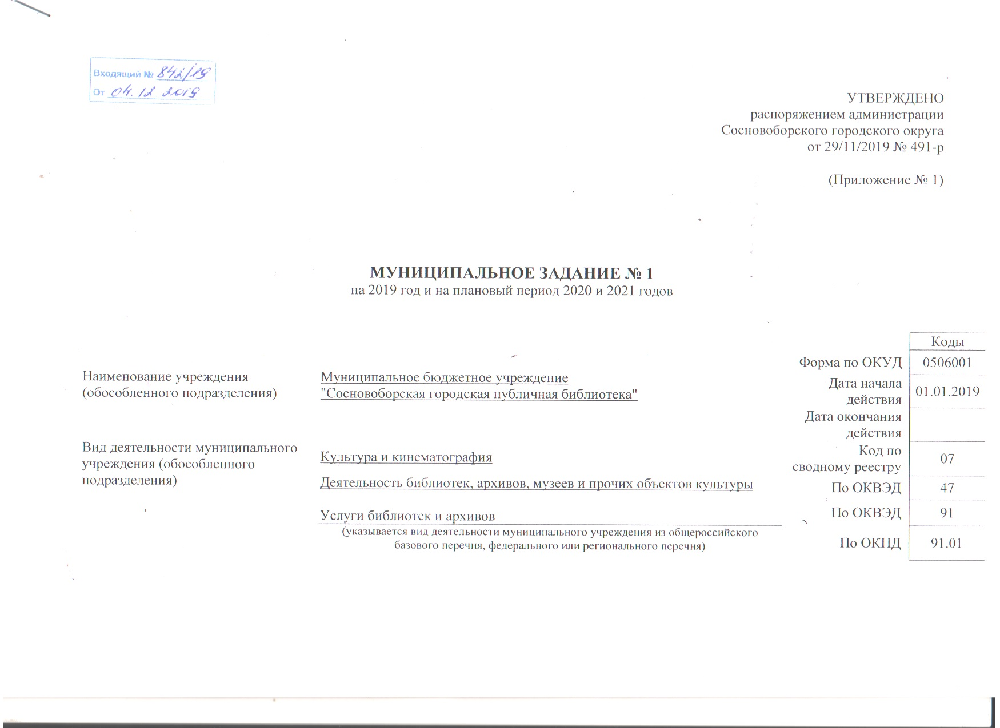 Входящий № 842/19
От 04.12 2019
УТВЕРЖДЕНО
распоряжением администрации
Сосновоборского городского округа
от 29/11/2019 № 491-р
(Приложение № 1)
МУНИЦИПАЛЬНОЕ ЗАДАНИЕ № 1
на 2019 год и на плановый период 2020 и 2021 годов
Коды
Форма по ОКУД 0506001
Наименование учреждения
(обособленного подразделения)
Муниципальное бюджетное учреждение
"Сосновоборская городская публичная библиотека"
Дата начала
действия
01.01.2019
Дата окончания
действия
Вид деятельности муниципального
учреждения (обособленного
подразделения)
Культура и кинематография
Код по
сводному реестру
07
Деятельность библиотек, архивов, музеев и прочих объектов культуры
По ОКВЭД 47
Услуги библиотек и архивов
По ОКВЭД 91
(указывается вид деятельности муниципального учреждения из общероссийского
базового перечня, федерального или регионального перечня)
По ОКПД 91.01